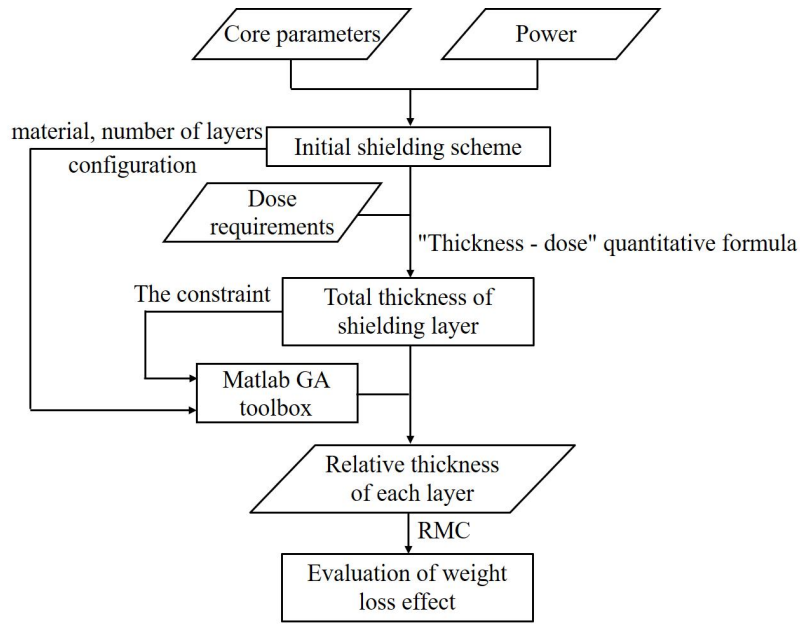 Core parameters
Power
material, number of layers
configuration
Initial shielding scheme
Dose
requirements
"Thickness - dose" quantitative formula
The constraint
Total thickness of
shielding layer
Matlab GA
toolbox
Relative thickness
of each layer
RMC
Evaluation of weight
loss effect